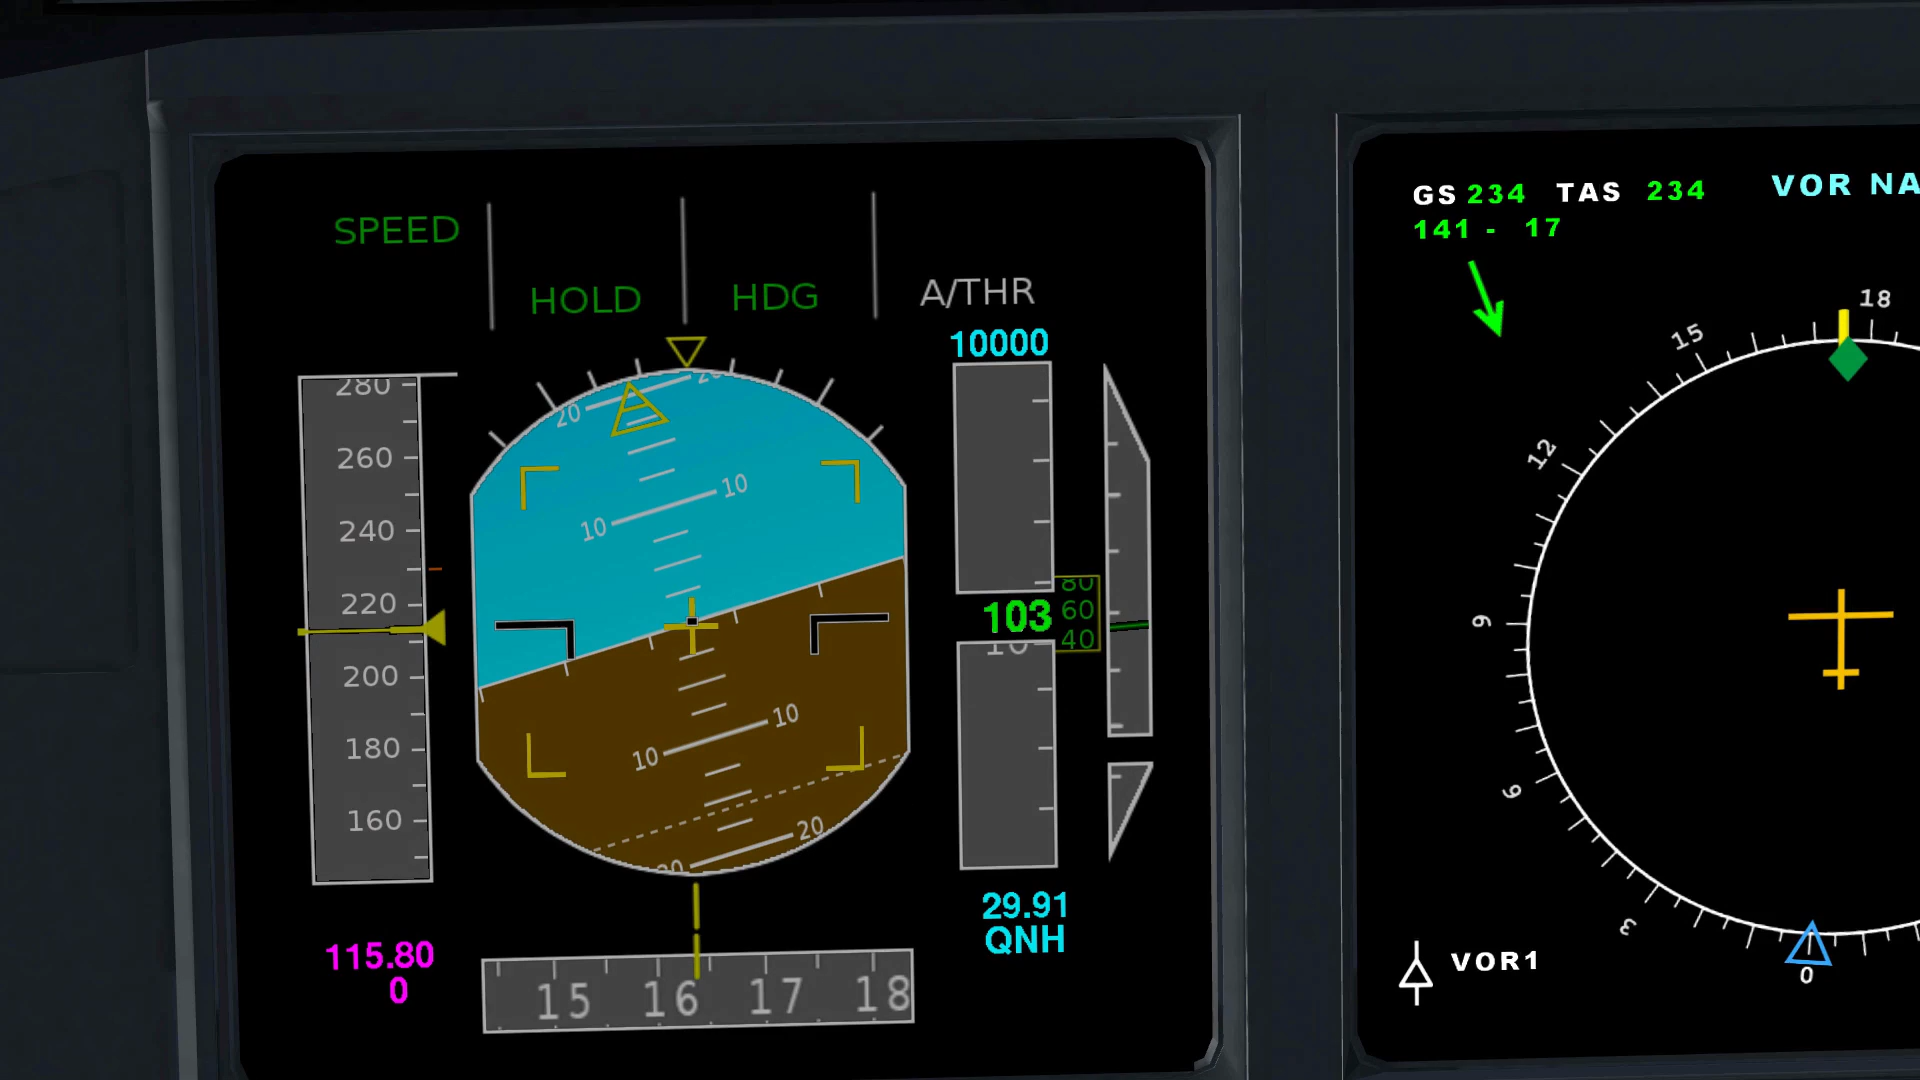 SPEED
HOLD
HDG
A/THR
10000
280
260
240
220
200
180
160
20
10 10
10 10
20
103
80
60
40
10
29.91
QNH
115.80
0
15 16 17 18
GS 234 TAS 234
141 - 17
VOR NA
18
15
12
9
6
3
0
VOR1